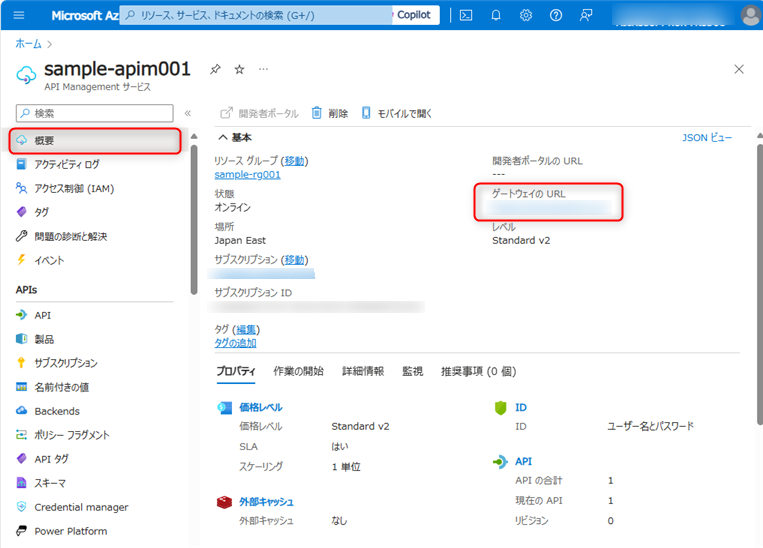 Microsoft Az
リソース、サービス、ドキュメントの検索 (G+/)
Copilot
ホーム
sample-apim001
API Management サービス
検索
概要
アクティビティ ログ
アクセス制御 (IAM)
タグ
問題の診断と解決
イベント
APIs
API
製品
サブスクリプション
名前付きの値
Backends
ポリシー フラグメント
API タグ
スキーマ
Credential manager
Power Platform
開発者ポータル 削除 モバイルで開く
基本
JSON ビュー
リソース グループ (移動)
sample-rg001
状態
オンライン
場所
Japan East
サブスクリプション (移動)
サブスクリプション ID
タグ (編集)
タグの追加
開発者ポータルの URL
---
ゲートウェイの URL
レベル
Standard v2
プロパティ 作業の開始 詳細情報 監視 推奨事項 (0 個)
価格レベル
価格レベル Standard v2
SLA はい
スケーリング 1 単位
外部キャッシュ
外部キャッシュ なし
ID
ID ユーザー名とパスワード
API
API の合計 1
現在の API 1
リビジョン 0